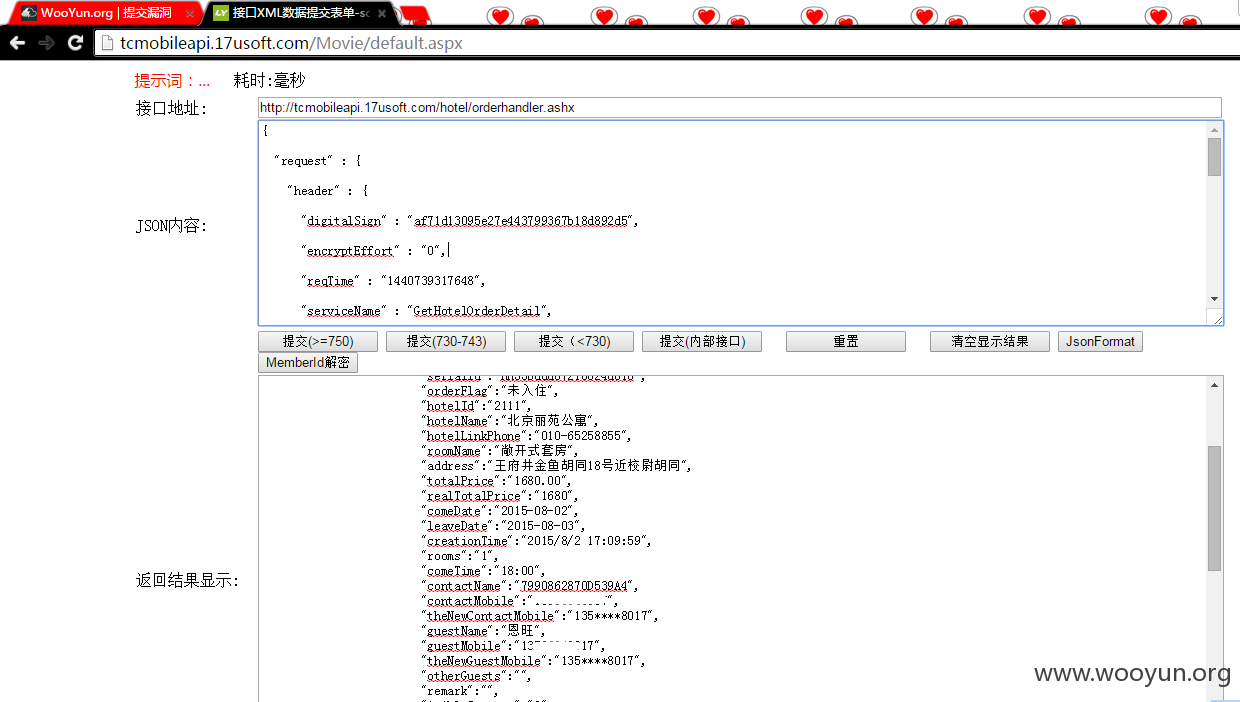 WooYun.org | 提交漏洞
接口XML数据提交表单-sc
tcmobileapi.17usoft.com/Movie/default.aspx
提示词：... 耗时:毫秒
接口地址: http://tcmobileapi.17usoft.com/hotel/orderhandler.ashx
{
"request" : {
"header" : {
JSON内容:
"digitalSign" : "af71d13095e27e443799367b18d892d5",
"encryptEffort" : "0",
"reqTime" : "1440739317648",
"serviceName" : "GetHotelOrderDetail",
提交(>=750) 提交(730-743) 提交（<730) 提交(内部接口) 重置 清空显示结果 JsonFormat
MemberId解密
"orderFlag":"未入住",
"hotelId":"2111",
"hotelName":"北京丽苑公寓",
"hotelLinkPhone":"010-65258855",
"roomName":"敞开式套房",
"address":"王府井金鱼胡同18号近校尉胡同",
"totalPrice":"1680.00",
"realTotalPrice":"1680",
"comeDate":"2015-08-02",
"leaveDate":"2015-08-03",
"creationTime":"2015/8/2 17:09:59",
"rooms":"1",
"comeTime":"18:00",
返回结果显示:
"contactName":"7990862870D539A4",
"contactMobile":"
"theNewContactMobile":"135****8017",
"guestName":"恩旺",
"guestMobile":"
"theNewGuestMobile":"135****8017",
"otherGuests":"",
"remark":"",
www.wooyun.org